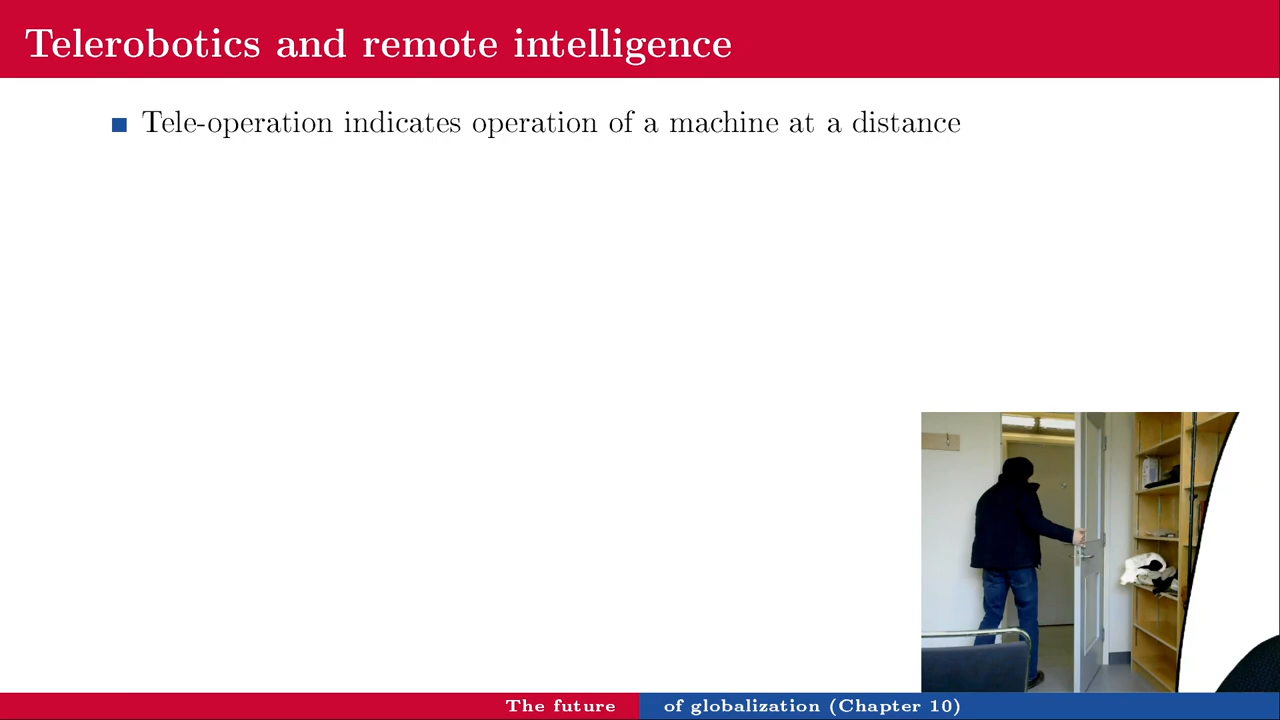 Telerobotics and remote intelligence
Tele-operation indicates operation of a machine at a distance
The future of globalization (Chapter 10)